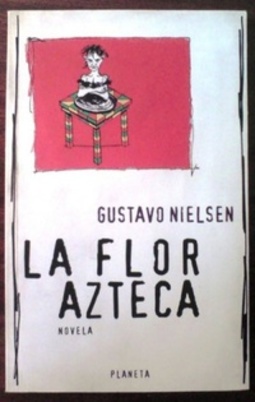 GUSTAVO NIELSEN
LA FLOR
AZTECA
NOVELA
PLANETA